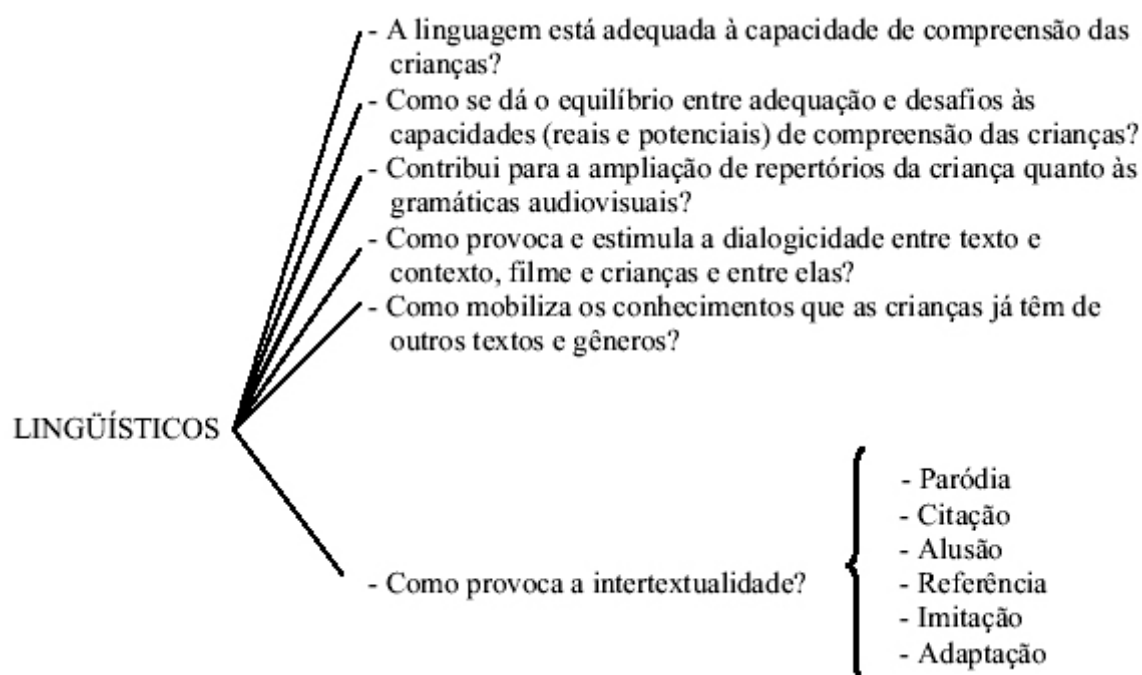 - A linguagem está adequada à capacidade de compreensão das
crianças?
- Como se dá o equilíbrio entre adequação e desafios às
capacidades (reais e potenciais) de compreensão das crianças?
- Contribui para a ampliação de repertórios da criança quanto às
gramáticas audiovisuais?
- Como provoca e estimula a dialogicidade entre texto e
contexto, filme e crianças e entre elas?
- Como mobiliza os conhecimentos que as crianças já têm de
outros textos e gêneros?
LINGÜÍSTICOS
- Como provoca a intertextualidade?
- Paródia
- Citação
- Alusão
- Referência
- Imitação
- Adaptação